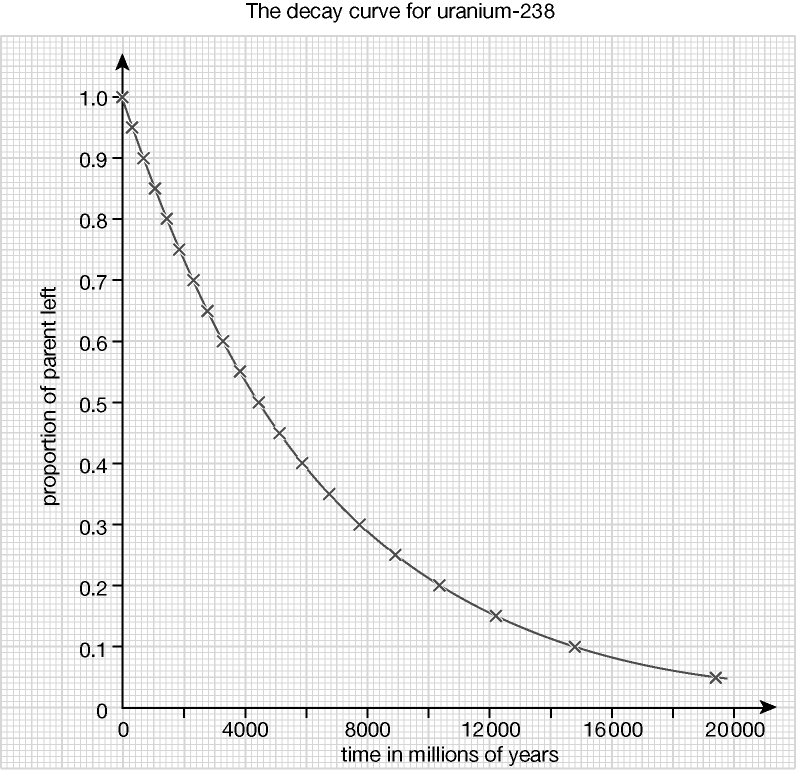 The decay curve for uranium-238
1.0
0.9
0.8
0.7
0.6
0.5
0.4
0.3
0.2
0.1
0
proportion of parent left
0 4000 8000 12000 16000 20000
time in millions of years